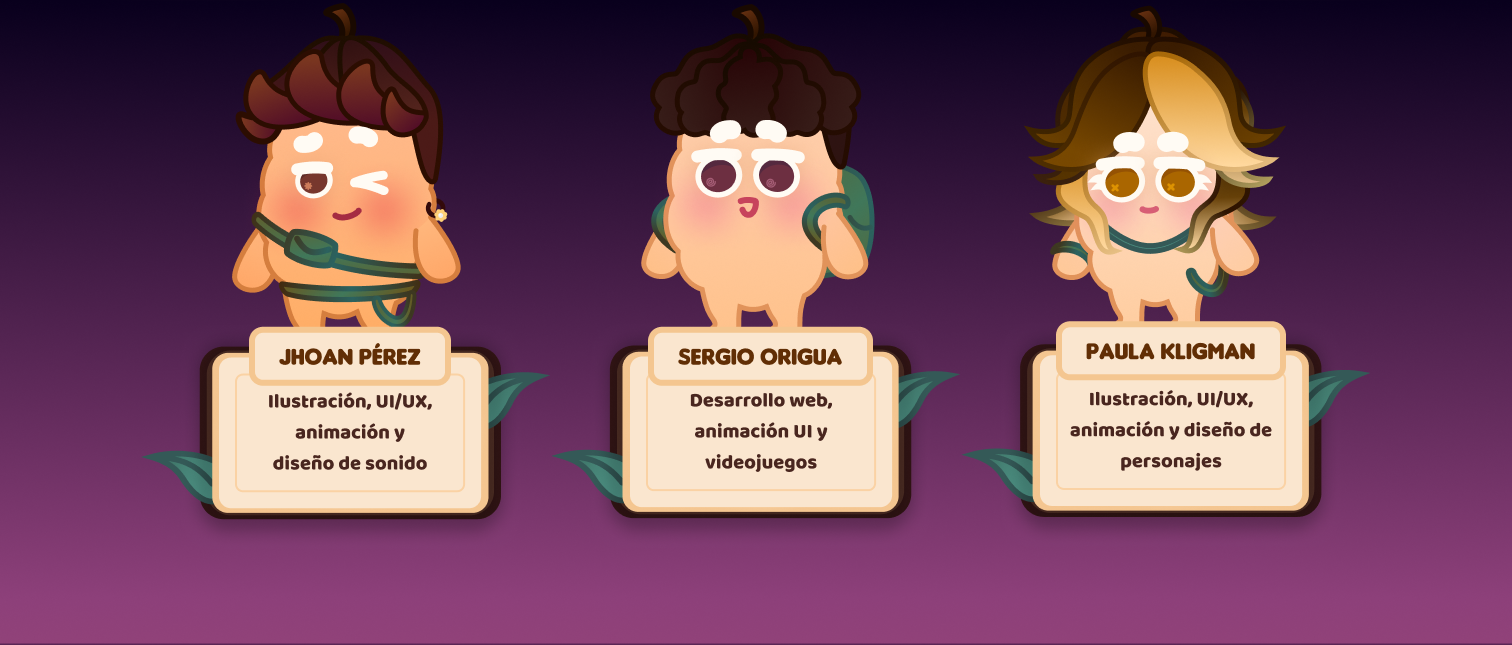 JHOAN PÉREZ
Ilustración, UI/UX,
animación y
diseño de sonido
SERGIO ORIGUA
Desarrollo web,
animación UI y
videojuegos
PAULA KLIGMAN
Ilustración, UI/UX,
animación y diseño de
personajes